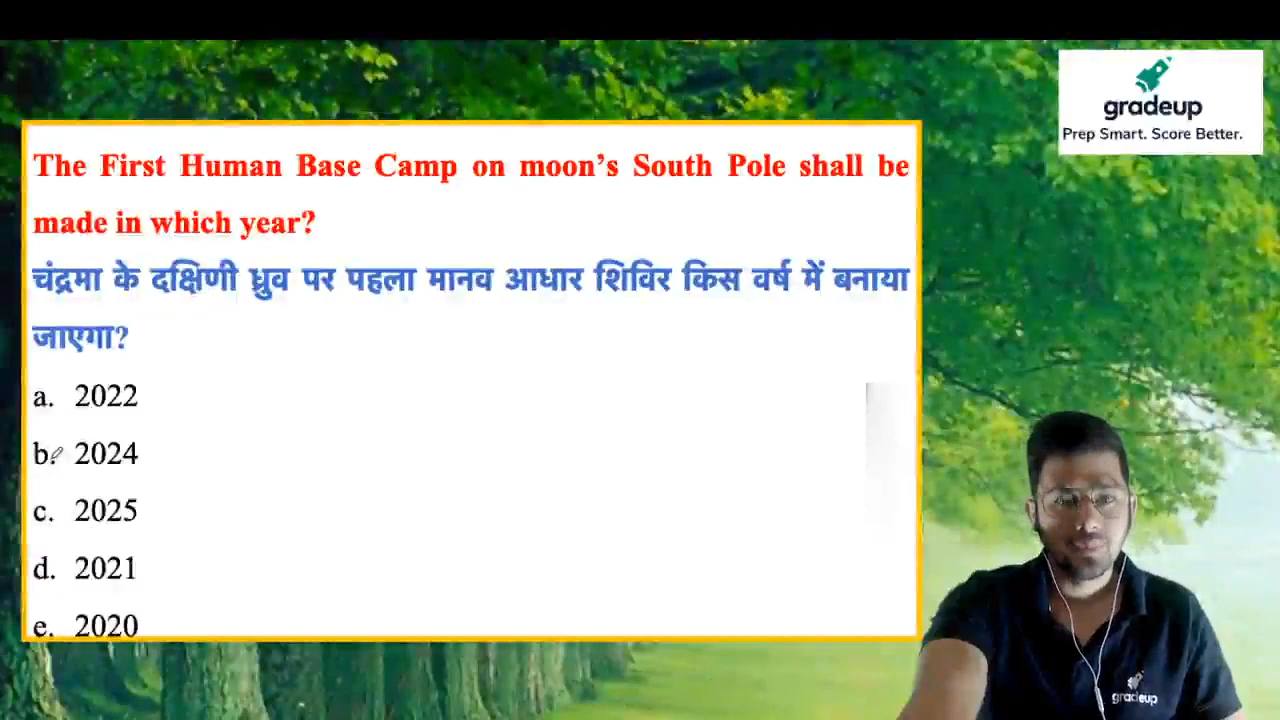 gradeup
Prep Smart. Score Better.
The First Human Base Camp on moon’s South Pole shall be
made in which year?
चंद्रमा के दक्षिणी ध्रुव पर पहला मानव आधार शिविर किस वर्ष में बनाया
जाएगा?
a. 2022
b. 2024
c. 2025
d. 2021
e. 2020
gradeup